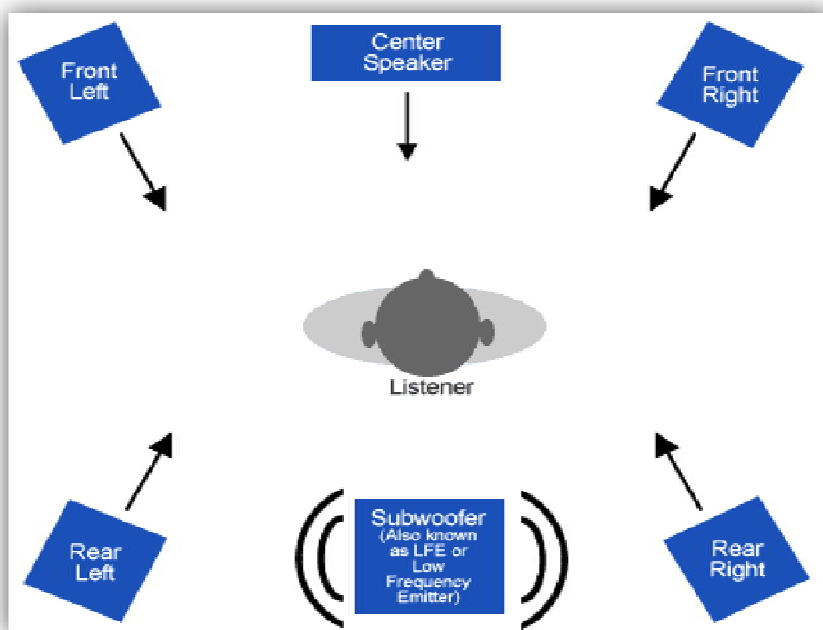 Front
Left
Center
Speaker
Front
Right
Listener
Rear
Left
Subwoofer
(Also known
as LFE or
Low
Frequency
Emitter)
Rear
Right